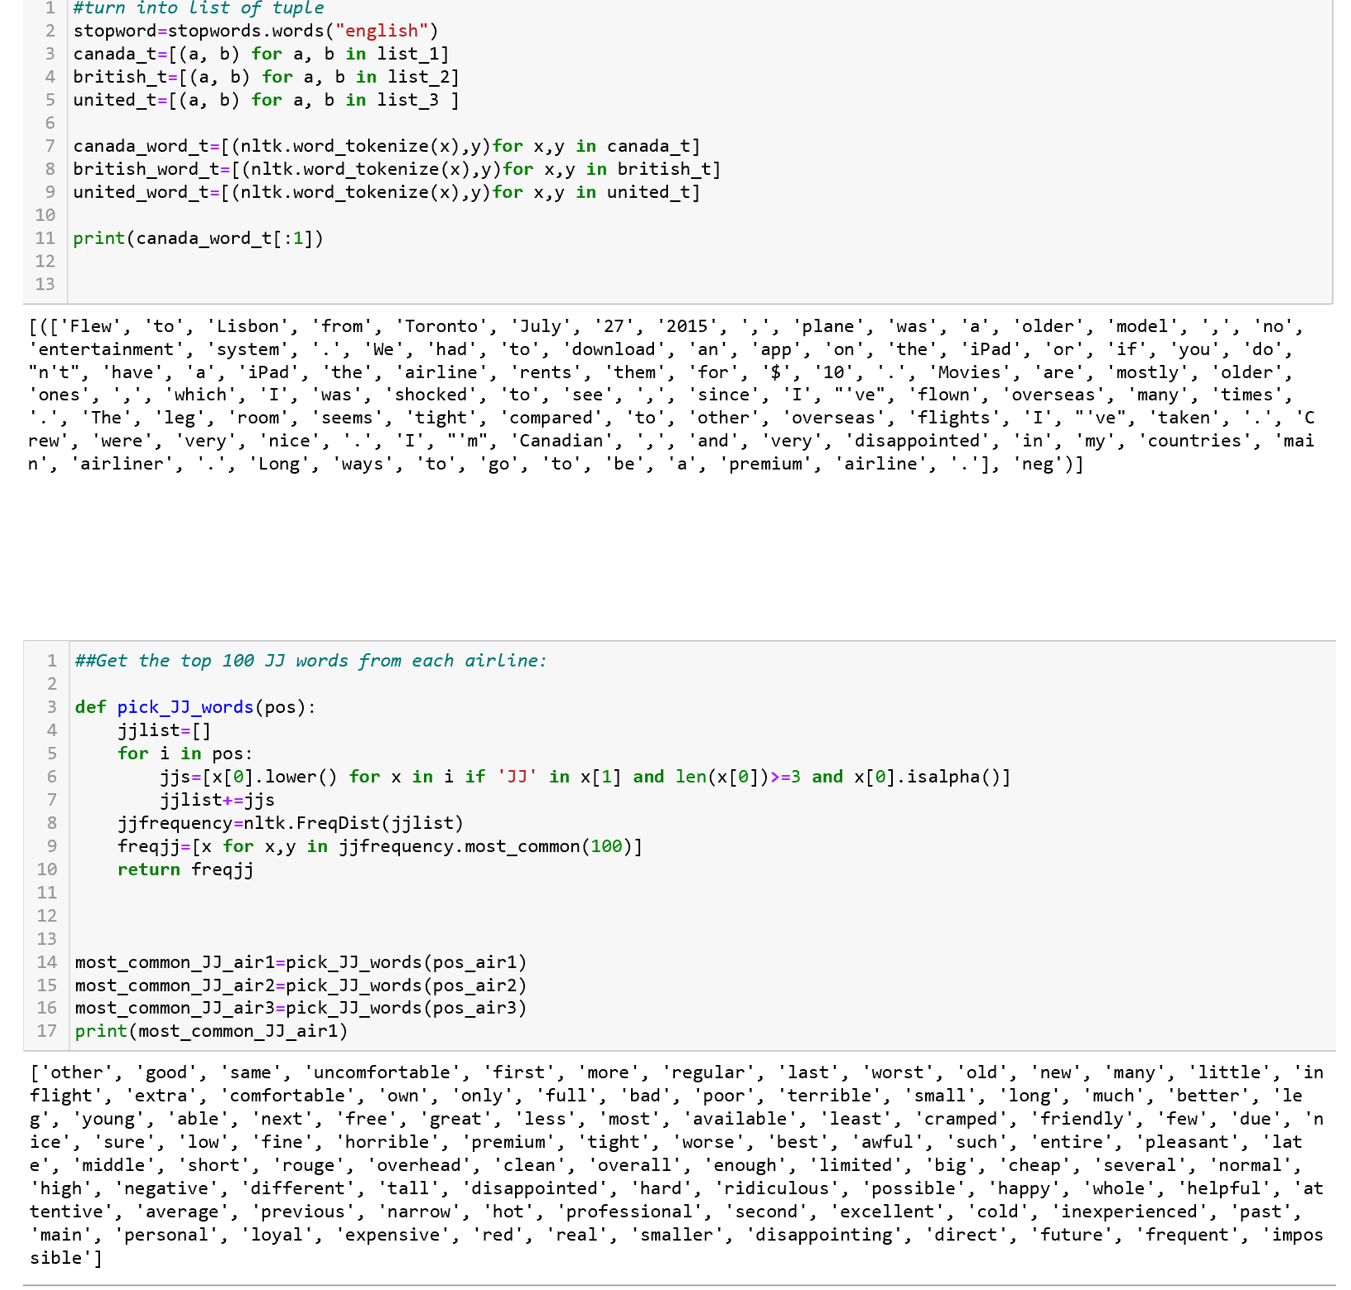 1 #turn into list of tuple
2 stopword=stopwords.words("english")
3 canada_t=[(a, b) for a, b in list_1]
4 british_t=[(a, b) for a, b in list_2]
5 united_t=[(a, b) for a, b in list_3 ]
6
7 canada_word_t=[(nltk.word_tokenize(x),y)for x,y in canada_t]
8 british_word_t=[(nltk.word_tokenize(x),y)for x,y in british_t]
9 united_word_t=[(nltk.word_tokenize(x),y)for x,y in united_t]
10
11 print(canada_word_t[:1])
12
13
[(['Flew', 'to', 'Lisbon', 'from', 'Toronto', 'July', '27', '2015', ',', 'plane', 'was', 'a', 'older', 'model', ',', 'no',
'entertainment', 'system', '.', 'We', 'had', 'to', 'download', 'an', 'app', 'on', 'the', 'iPad', 'or', 'if', 'you', 'do',
"n't", 'have', 'a', 'iPad', 'the', 'airline', 'rents', 'them', 'for', '$', '10', '.', 'Movies', 'are', 'mostly', 'older',
'ones', ',', 'which', 'I', 'was', 'shocked', 'to', 'see', ',', 'since', 'I', "'ve", 'flown', 'overseas', 'many', 'times',
'.', 'The', 'leg', 'room', 'seems', 'tight', 'compared', 'to', 'other', 'overseas', 'flights', 'I', "'ve", 'taken', '.', 'C
rew', 'were', 'very', 'nice', '.', 'I', "'m", 'Canadian', ',', 'and', 'very', 'disappointed', 'in', 'my', 'countries', 'mai
n', 'airliner', '.', 'Long', 'ways', 'to', 'go', 'to', 'be', 'a', 'premium', 'airline', '.'], 'neg')]
1 ##Get the top 100 JJ words from each airline:
2
3 def pick_JJ_words(pos):
4     jjlist=[]
5     for i in pos:
6         jjs=[x[0].lower() for x in i if 'JJ' in x[1] and len(x[0])>=3 and x[0].isalpha()]
7         jjlist+=jjs
8     jjfrequency=nltk.FreqDist(jjlist)
9     freqjj=[x for x,y in jjfrequency.most_common(100)]
10     return freqjj
11
12
13
14 most_common_JJ_air1=pick_JJ_words(pos_air1)
15 most_common_JJ_air2=pick_JJ_words(pos_air2)
16 most_common_JJ_air3=pick_JJ_words(pos_air3)
17 print(most_common_JJ_air1)
['other', 'good', 'same', 'uncomfortable', 'first', 'more', 'regular', 'last', 'worst', 'old', 'new', 'many', 'little', 'in
flight', 'extra', 'comfortable', 'own', 'only', 'full', 'bad', 'poor', 'terrible', 'small', 'long', 'much', 'better', 'le
g', 'young', 'able', 'next', 'free', 'great', 'less', 'most', 'available', 'least', 'cramped', 'friendly', 'few', 'due', 'n
ice', 'sure', 'low', 'fine', 'horrible', 'premium', 'tight', 'worse', 'best', 'awful', 'such', 'entire', 'pleasant', 'lat
e', 'middle', 'short', 'rouge', 'overhead', 'clean', 'overall', 'enough', 'limited', 'big', 'cheap', 'several', 'normal',
'high', 'negative', 'different', 'tall', 'disappointed', 'hard', 'ridiculous', 'possible', 'happy', 'whole', 'helpful', 'at
tentive', 'average', 'previous', 'narrow', 'hot', 'professional', 'second', 'excellent', 'cold', 'inexperienced', 'past',
'main', 'personal', 'loyal', 'expensive', 'red', 'real', 'smaller', 'disappointing', 'direct', 'future', 'frequent', 'impos
sible']